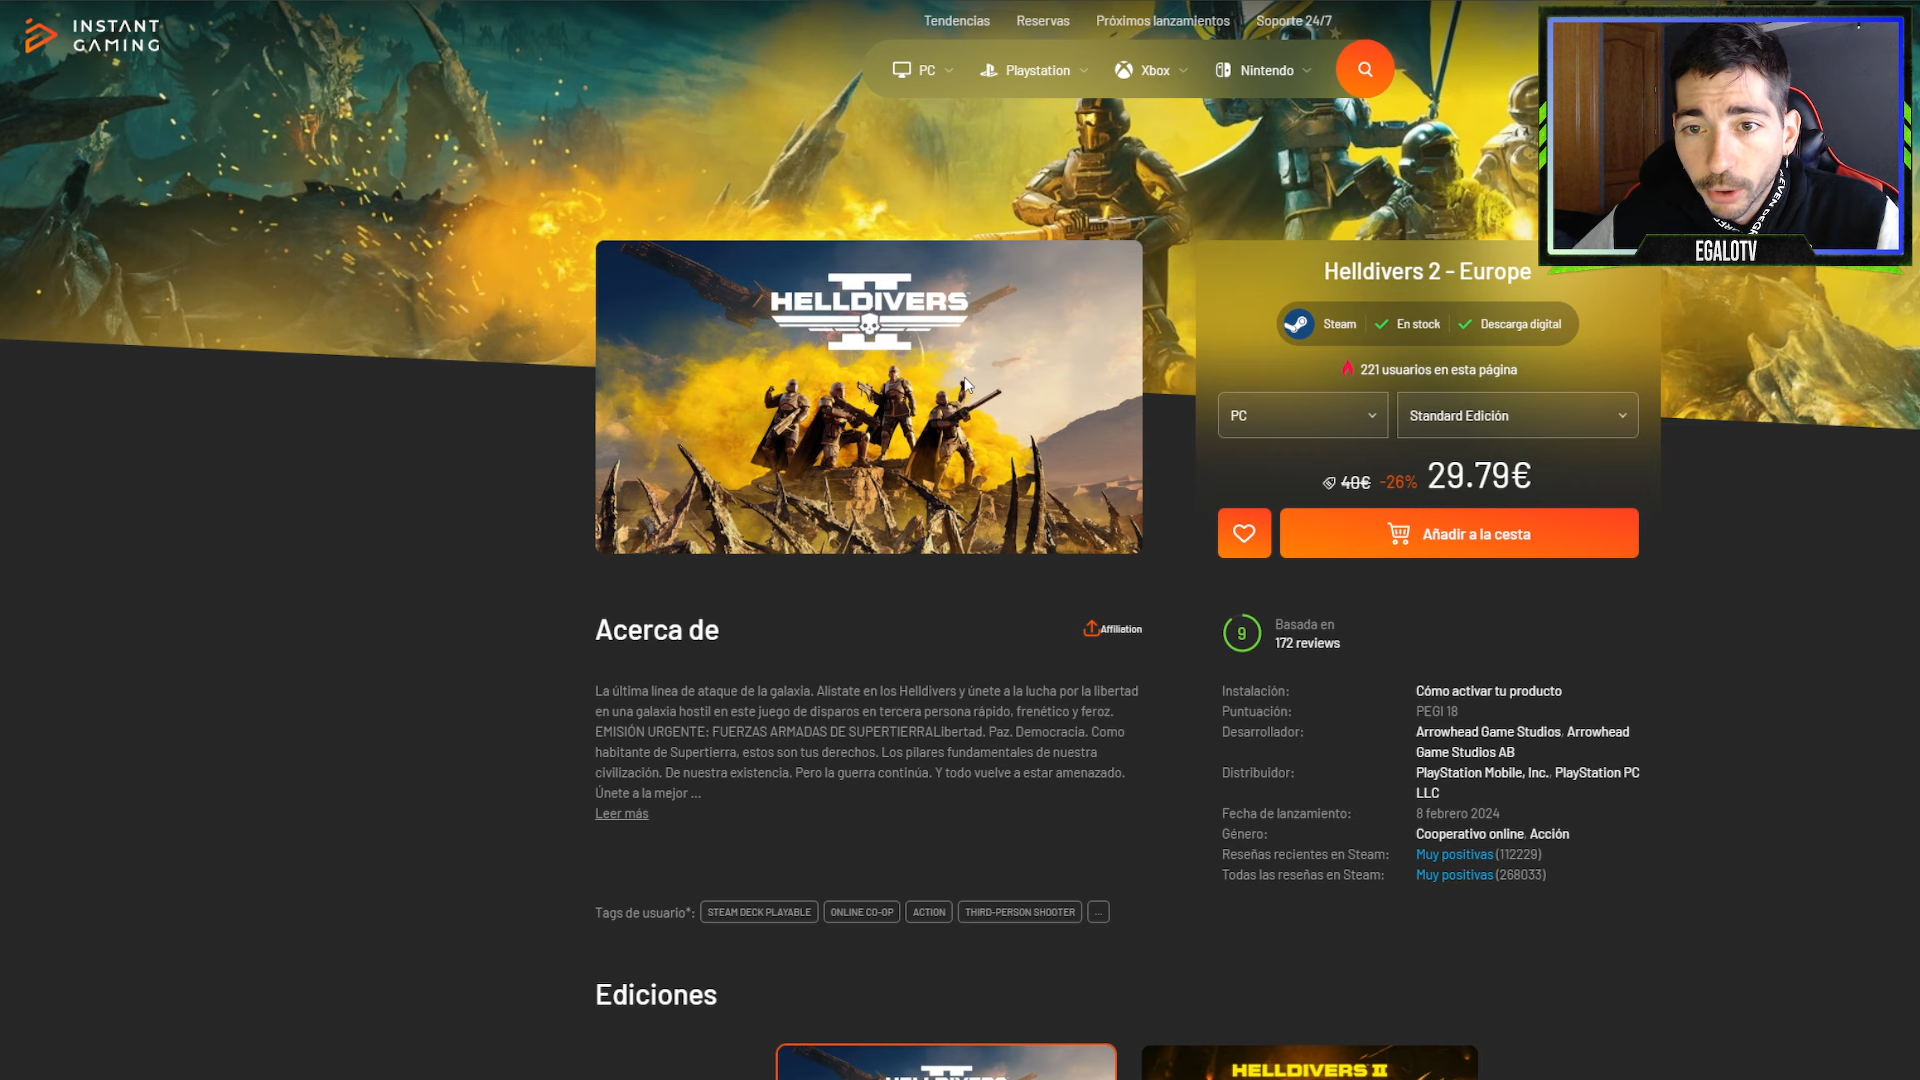 INSTANT
GAMING
Tendencias
Reservas
Próximos lanzamientos
Soporte 24/7
PC
Playstation
Xbox
Nintendo
EGALOTV
HELLDIVERS
II
Helldivers 2 - Europe
Steam
En stock
Descarga digital
221 usuarios en esta página
PC
Standard Edición
40€ -26% 29.79€
Añadir a la cesta
Acerca de
Affiliation
La última línea de ataque de la galaxia. Alístate en los Helldivers y únete a la lucha por la libertad
en una galaxia hostil en este juego de disparos en tercera persona rápido, frenético y feroz.
EMISIÓN URGENTE: FUERZAS ARMADAS DE SUPERTIERRALibertad. Paz. Democracia. Como
habitante de Supertierra, estos son tus derechos. Los pilares fundamentales de nuestra
civilización. De nuestra existencia. Pero la guerra continúa. Y todo vuelve a estar amenazado.
Únete a la mejor ...
Leer más
Tags de usuario*: STEAM DECK PLAYABLE ONLINE CO-OP ACTION THIRD-PERSON SHOOTER ...
9
Basada en
172 reviews
Instalación: Cómo activar tu producto
Puntuación: PEGI 18
Desarrollador: Arrowhead Game Studios, Arrowhead
Game Studios AB
Distribuidor: PlayStation Mobile, Inc., PlayStation PC
LLC
Fecha de lanzamiento: 8 febrero 2024
Género: Cooperativo online, Acción
Reseñas recientes en Steam: Muy positivas (112229)
Todas las reseñas en Steam: Muy positivas (268033)
Ediciones
HELLDIVERS
HELLDIVERS II